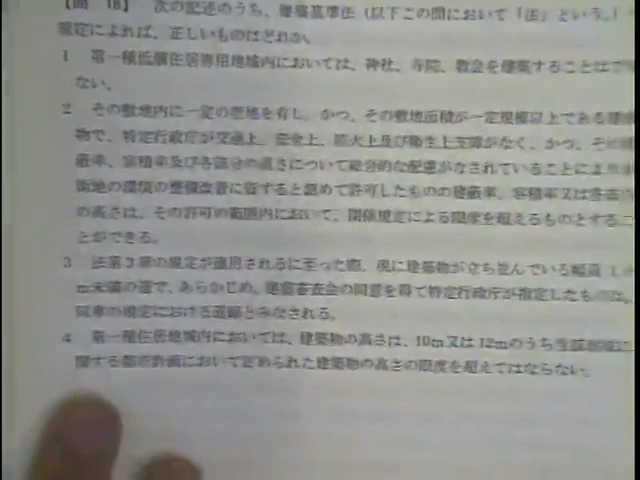 【問 18】 次の記述のうち、建築基準法(以下この問において「法」という。)
規定によれば、正しいものはどれか。
1 第一種低層住居専用地域内においては、神社、寺院、教会を建築することはで
ない。
2 その敷地内に一定の空地を有し、かつ、その敷地面積が一定規模以上である建築
物で、特定行政庁が交通上、安全上、防火上及び衛生上支障がなく、かつ、その
蔽率、容積率及び各部分の高さについて総合的な配慮がなされていることにより
街地の環境の整備改善に資すると認めて許可したものの建蔽率、容積率又は各
の高さは、その許可の範囲内において、関係規定による限度を超えるものとするこ
とができる。
3 法第3章の規定が適用されるに至った際、現に建築物が立ち並んでいる幅員
m未満の道で、あらかじめ、建築審査会の同意を得て特定行政庁が指定したものは、
同章の規定における道路とみなされる。
4 第一種住居地域内においては、建築物の高さは、10m又は12mのうち当該地域に
関する都市計画において定められた建築物の高さの限度を超えてはならない。